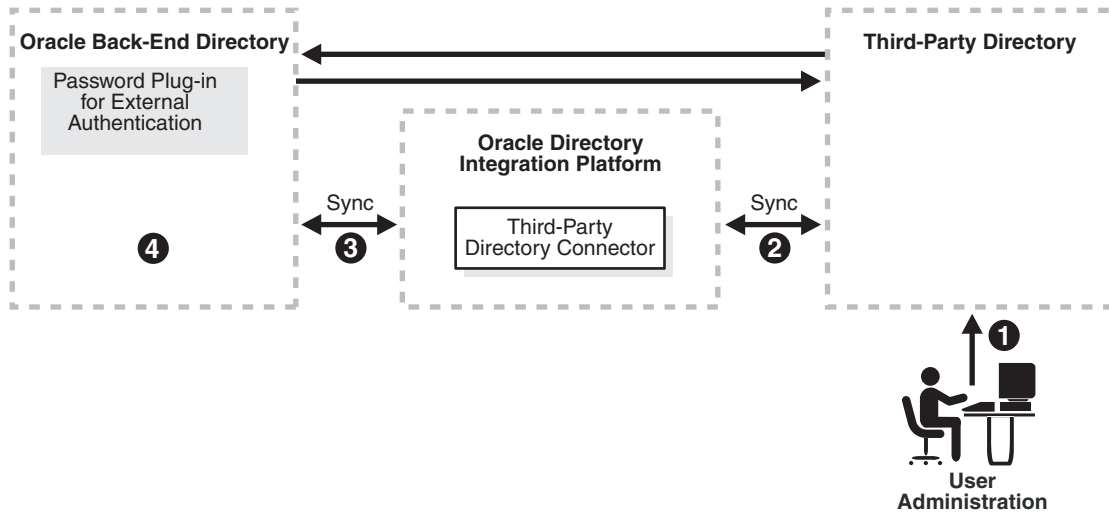 Oracle Back-End Directory
Password Plug-in
for External
Authentication
4
Sync
3
Oracle Directory
Integration Platform
Third-Party
Directory Connector
Sync
2
Third-Party Directory
1
User
Administration